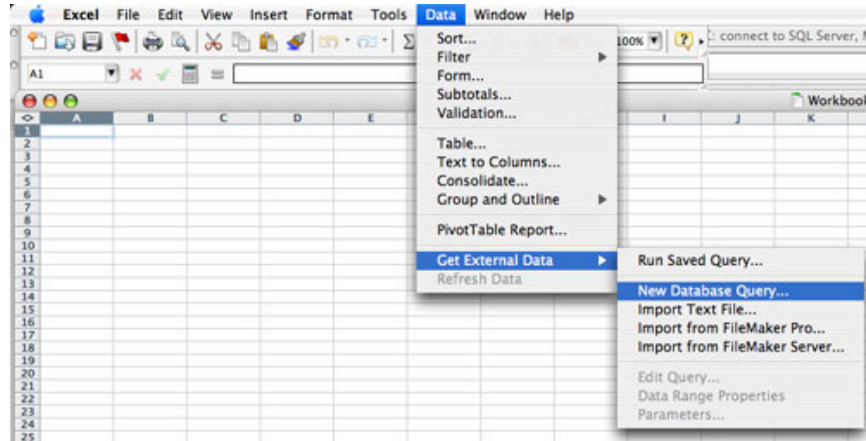 Excel File Edit View Insert Format Tools Data Window Help
100%
: connect to SQL Server,
A1
Workbook
A B C D E I J K
1
2
3
4
5
6
7
8
9
10
11
12
13
14
15
16
17
18
19
20
21
22
23
24
25
Sort...
Filter
Form...
Subtotals...
Validation...
Table...
Text to Columns...
Consolidate...
Group and Outline
PivotTable Report...
Get External Data
Refresh Data
Run Saved Query...
New Database Query...
Import Text File...
Import from FileMaker Pro...
Import from FileMaker Server...
Edit Query...
Data Range Properties
Parameters...